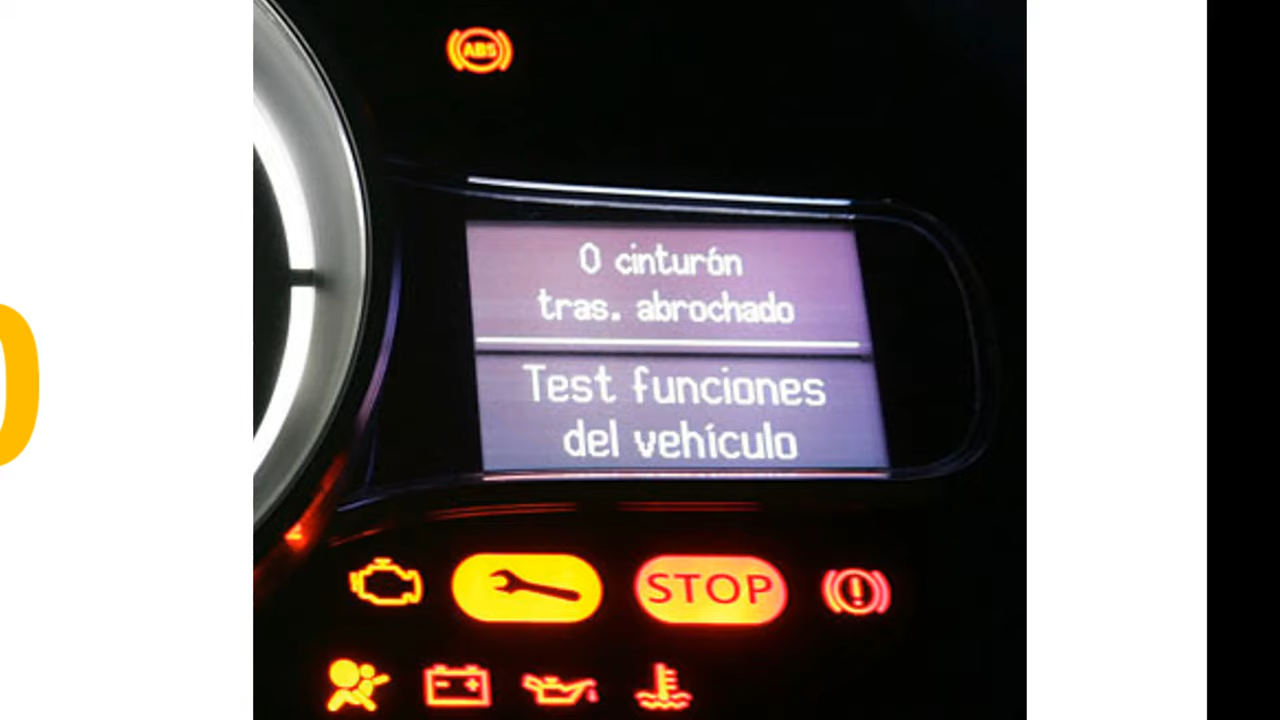 ABS
0 cinturón
tras. abrochado
Test funciones
del vehículo
STOP